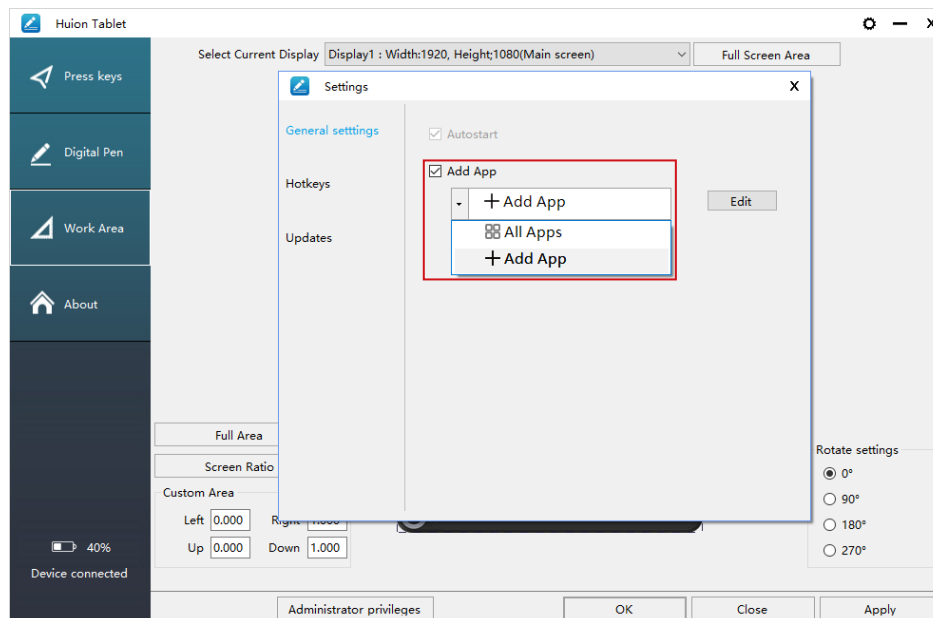 Huion Tablet
Press keys
Digital Pen
Work Area
About
40%
Device connected
Select Current Display Display1 : Width:1920, Height;1080(Main screen) Full Screen Area
Settings X
General setttings
Hotkeys
Updates
Autostart
Add App
Add App Edit
All Apps
Add App
Full Area
Screen Ratio
Custom Area
Left 0.000 Right 1.000
Up 0.000 Down 1.000
Rotate settings
0°
90°
180°
270°
Administrator privileges OK Close Apply